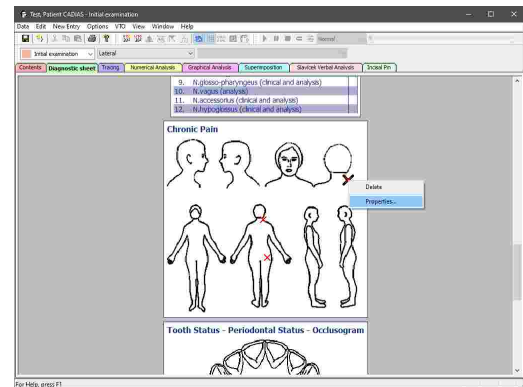 Test, Patient CADIAS - Initial examination
Data Edit New Entry Options VTO View Window Help
Normal
Initial examination Lateral
Contents Diagnostic sheet Tracing Numerical Analysis Graphical Analysis Superimposition Slavicek Verbal Analysis Incisal Pin
9. N.glosso-pharyngeus (clinical and analysis)
10. N.vagus (analysis)
11. N.accessorius (clinical and analysis)
12. N.hypoglossus (clinical and analysis)
Chronic Pain
Delete
Properties...
Tooth Status - Periodontal Status - Occlusogram
For Help, press F1